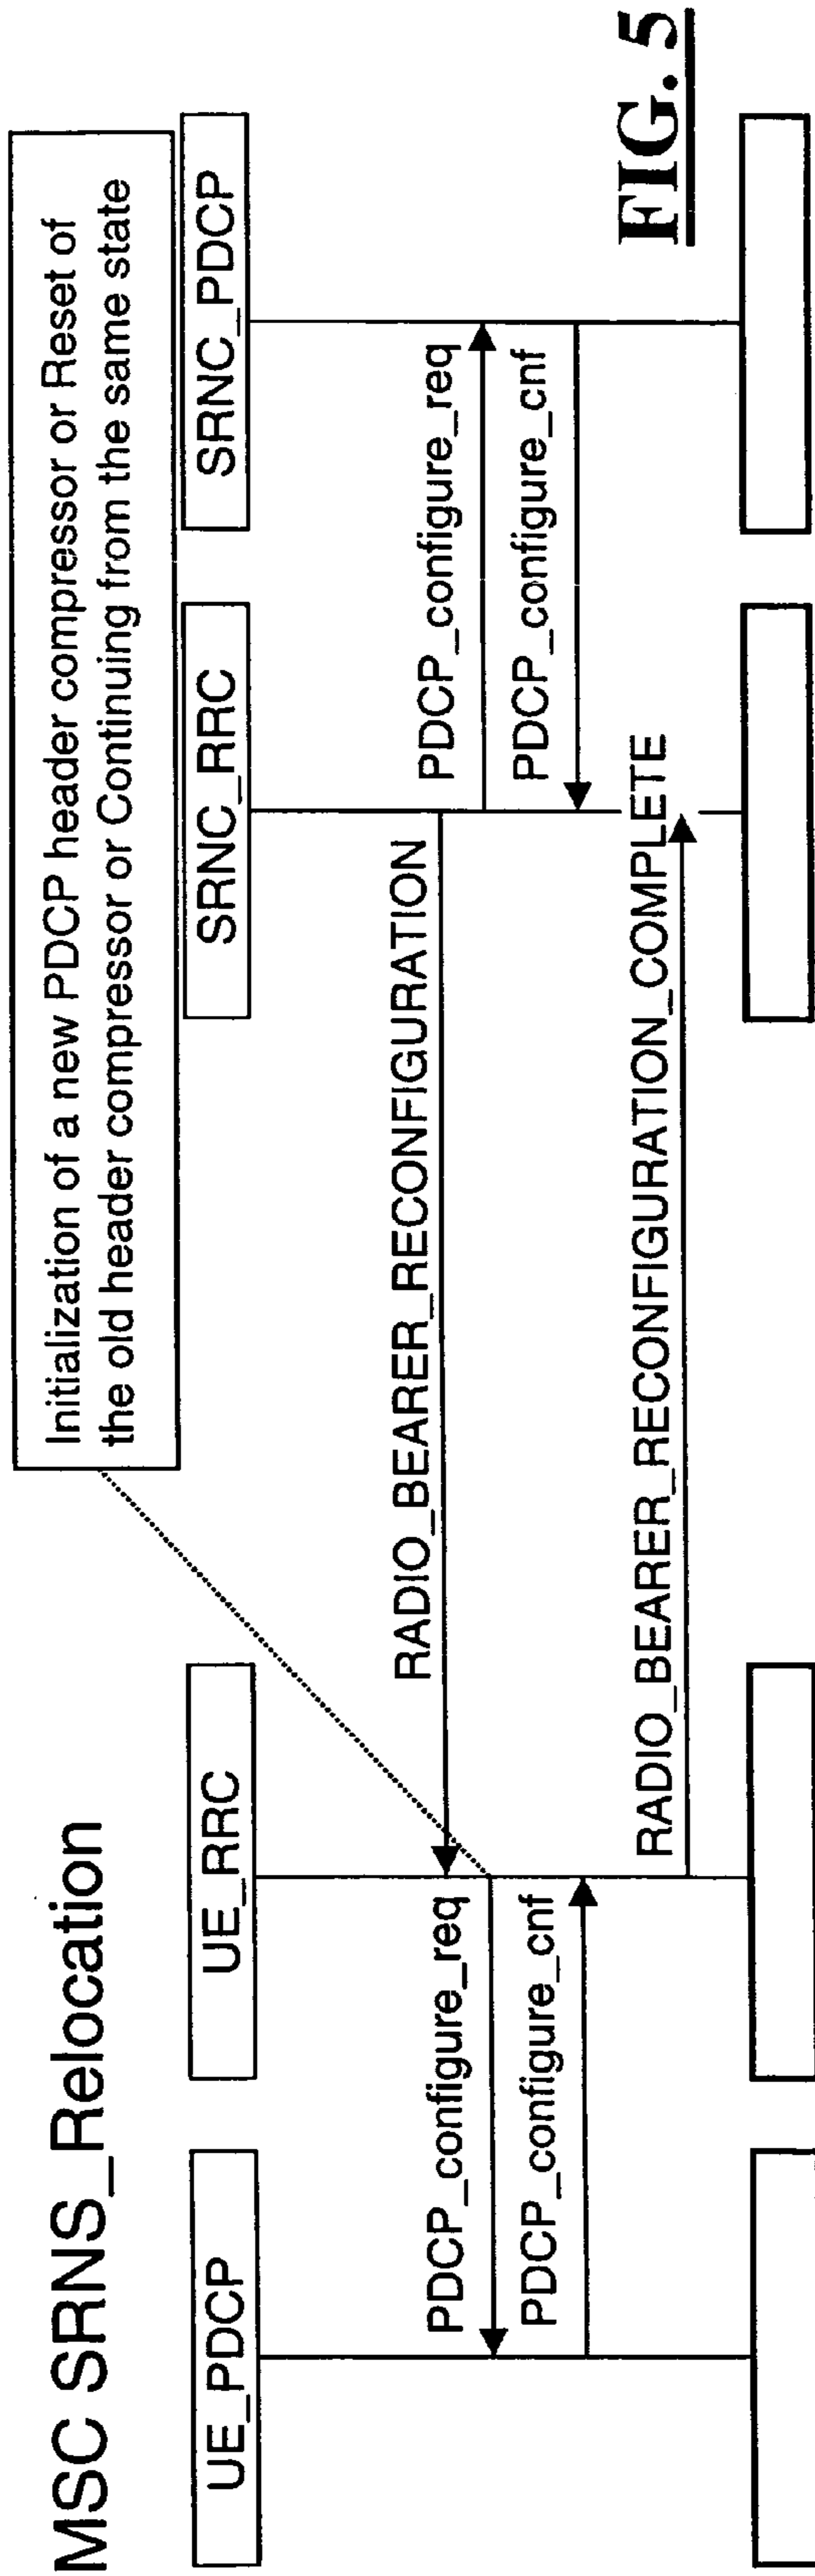 MSC SRNS_Relocation
Initialization of a new PDCP header compressor or Reset of
the old header compressor or Continuing from the same state
UE_PDCP
UE_RRC
SRNC_RRC
SRNC_PDCP
RADIO_BEARER_RECONFIGURATION
PDCP_configure_req
PDCP_configure_req
PDCP_configure_cnf
PDCP_configure_cnf
RADIO_BEARER_RECONFIGURATION_COMPLETE
FIG. 5